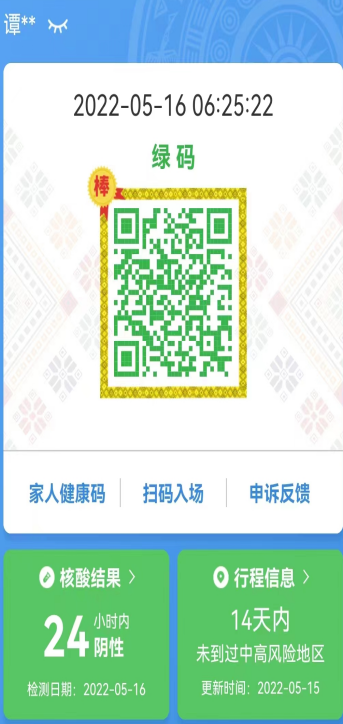 谭**
2022-05-16 06:25:22
绿码
棒
家人健康码
扫码入场
申诉反馈
核酸结果
24 小时内
阴性
检测日期：2022-05-16
行程信息
14天内
未到过中高风险地区
更新时间：2022-05-15